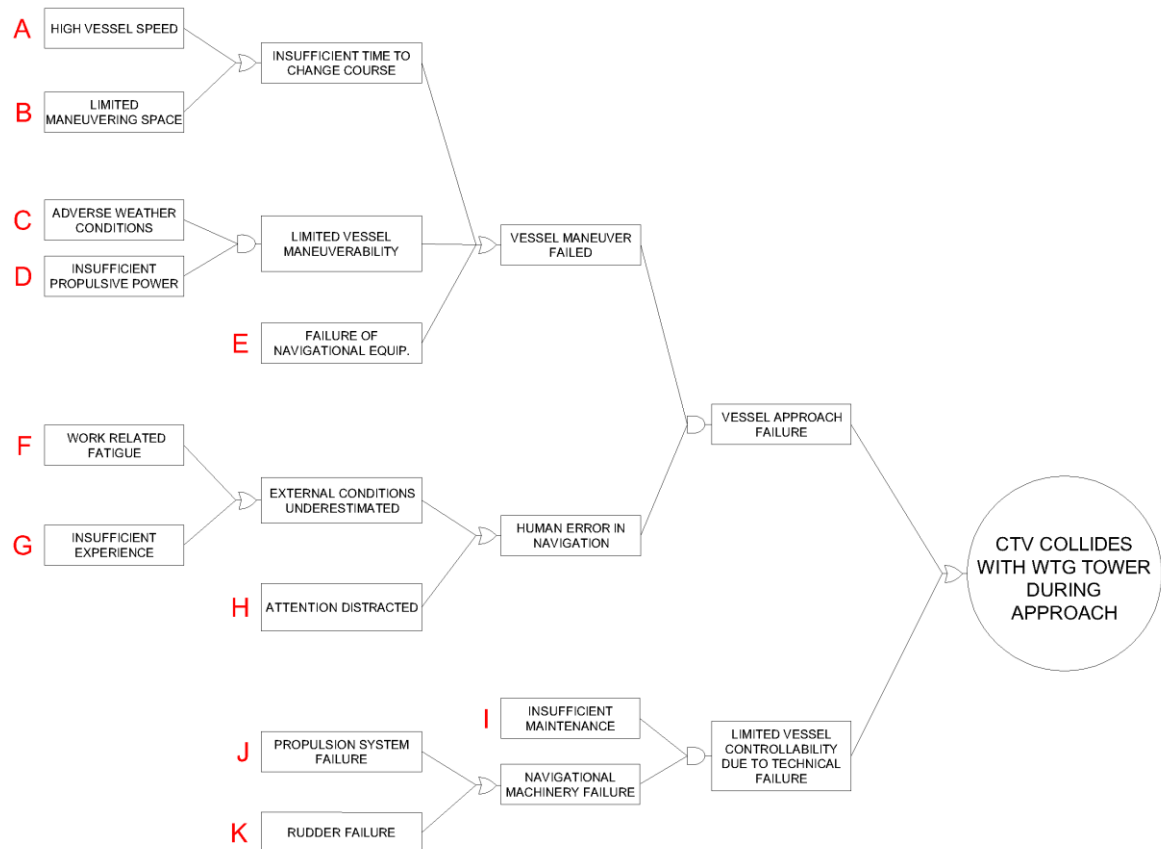 A
HIGH VESSEL SPEED
INSUFFICIENT TIME TO
CHANGE COURSE
B
LIMITED
MANEUVERING SPACE
C
ADVERSE WEATHER
CONDITIONS
LIMITED VESSEL
MANEUVERABILITY
VESSEL MANEUVER
FAILED
D
INSUFFICIENT
PROPULSIVE POWER
E
FAILURE OF
NAVIGATIONAL EQUIP.
VESSEL APPROACH
FAILURE
F
WORK RELATED
FATIGUE
EXTERNAL CONDITIONS
UNDERESTIMATED
HUMAN ERROR IN
NAVIGATION
G
INSUFFICIENT
EXPERIENCE
H
ATTENTION DISTRACTED
CTV COLLIDES
WITH WTG TOWER
DURING
APPROACH
I
INSUFFICIENT
MAINTENANCE
J
PROPULSION SYSTEM
FAILURE
LIMITED VESSEL
CONTROLLABILITY
DUE TO TECHNICAL
FAILURE
NAVIGATIONAL
MACHINERY FAILURE
K
RUDDER FAILURE